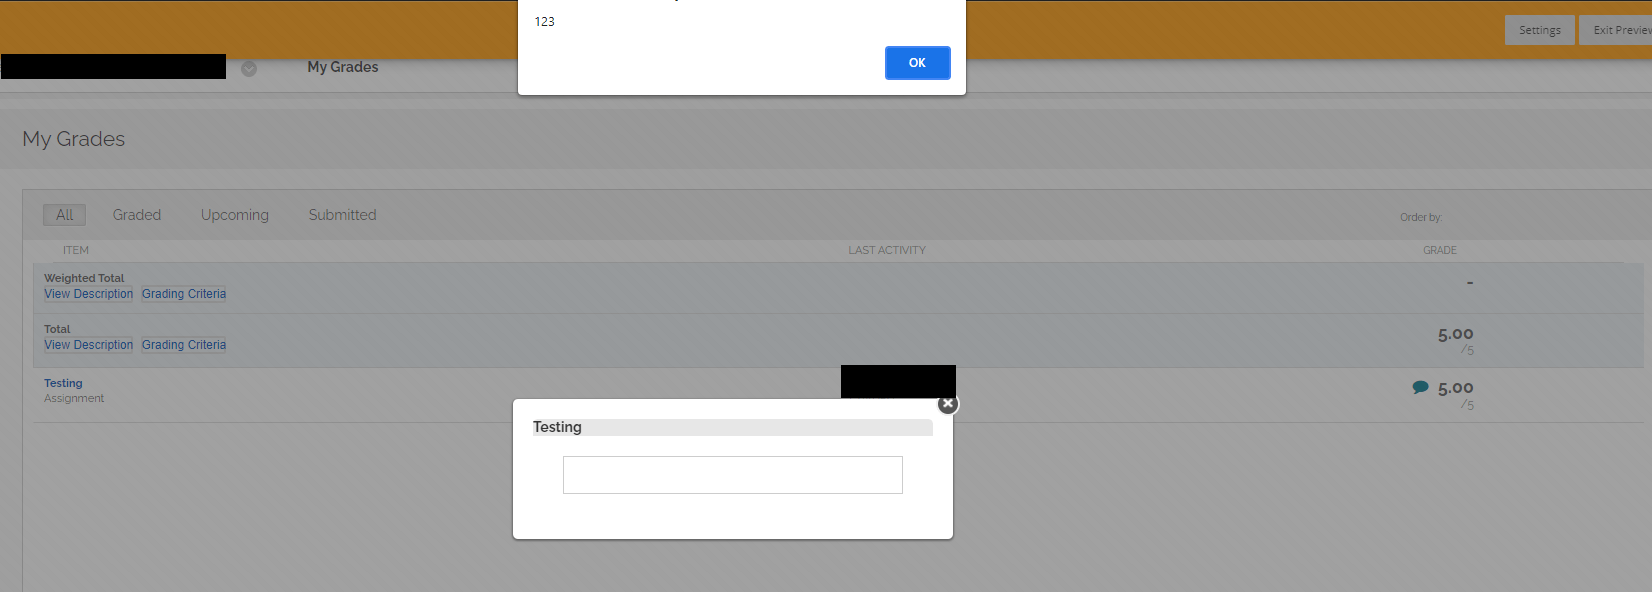 123
OK
Settings
Exit Preview
My Grades
My Grades
All Graded Upcoming Submitted
Order by:
ITEM LAST ACTIVITY GRADE
Weighted Total
View Description Grading Criteria
-
Total
View Description Grading Criteria
5.00
/5
Testing
Assignment
5.00
/5
Testing